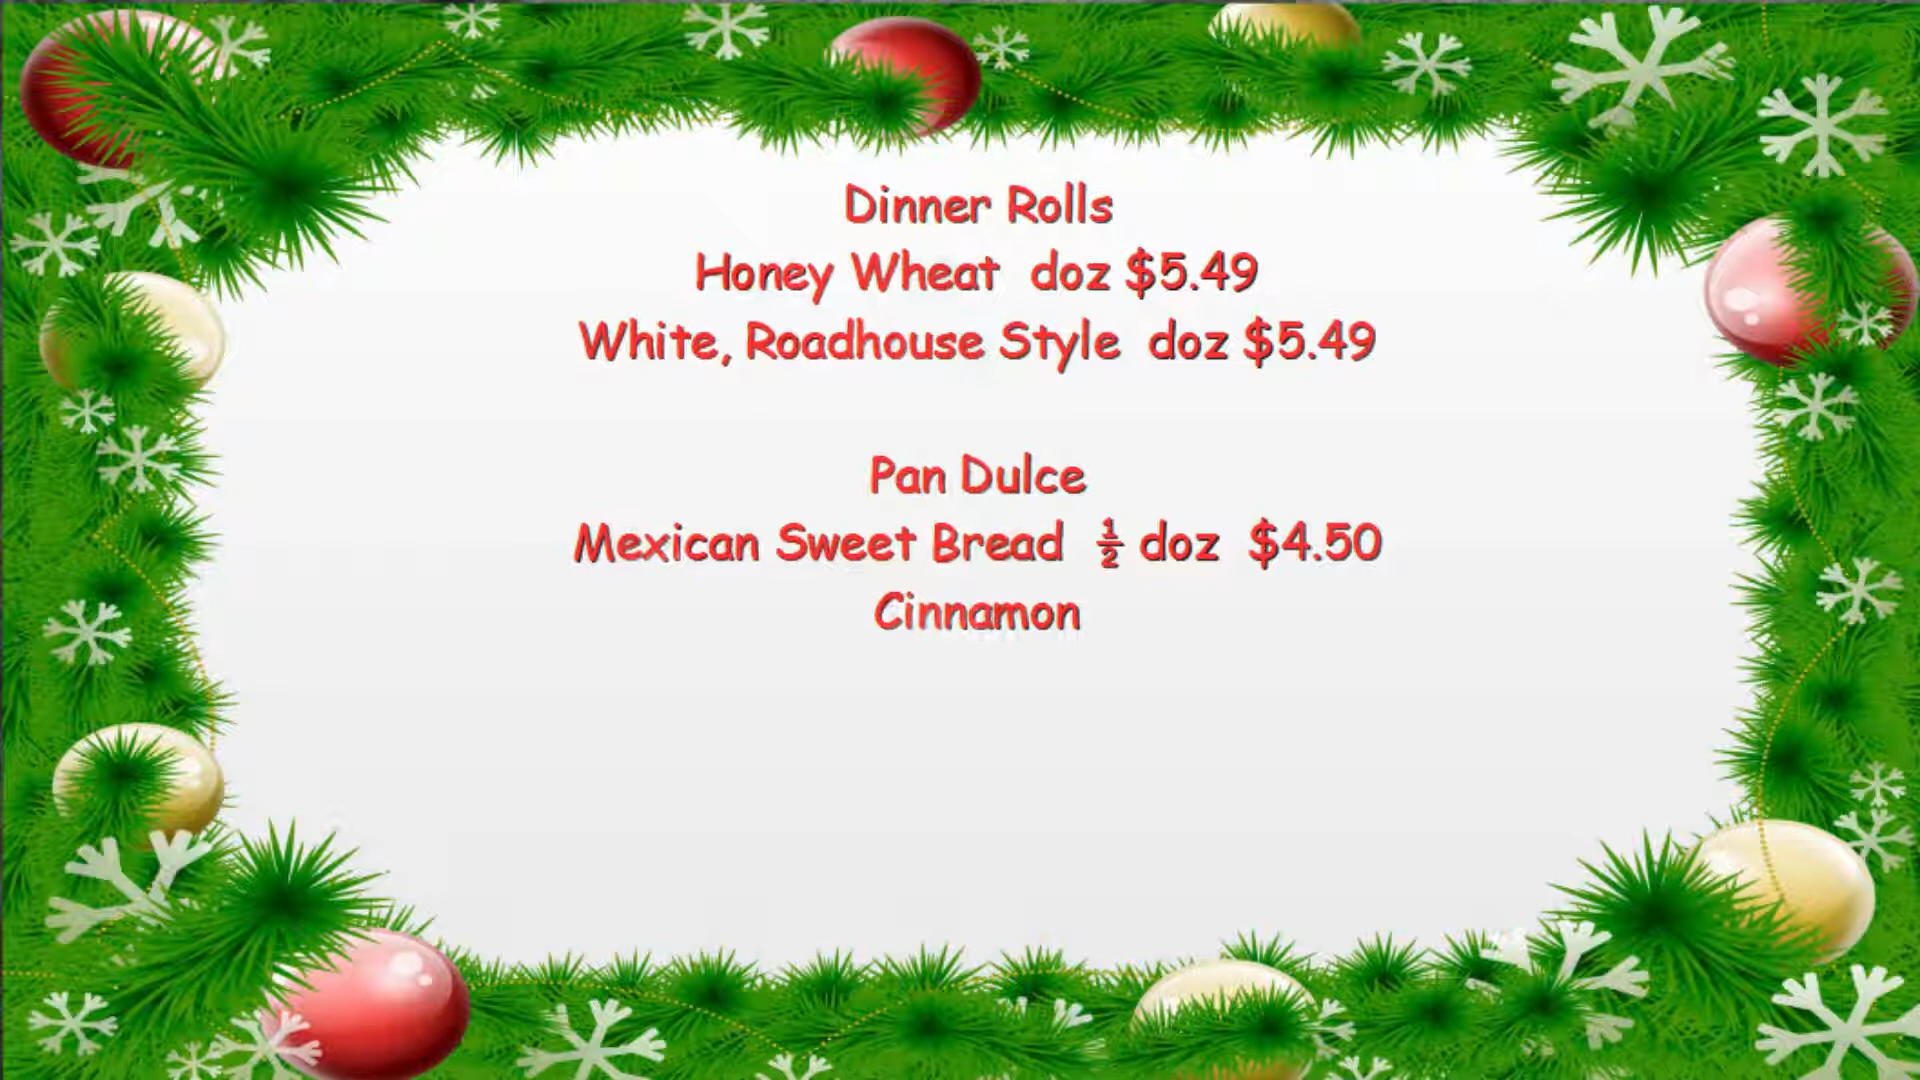 Dinner Rolls
Honey Wheat doz $5.49
White, Roadhouse Style doz $5.49
Pan Dulce
Mexican Sweet Bread ½ doz $4.50
Cinnamon